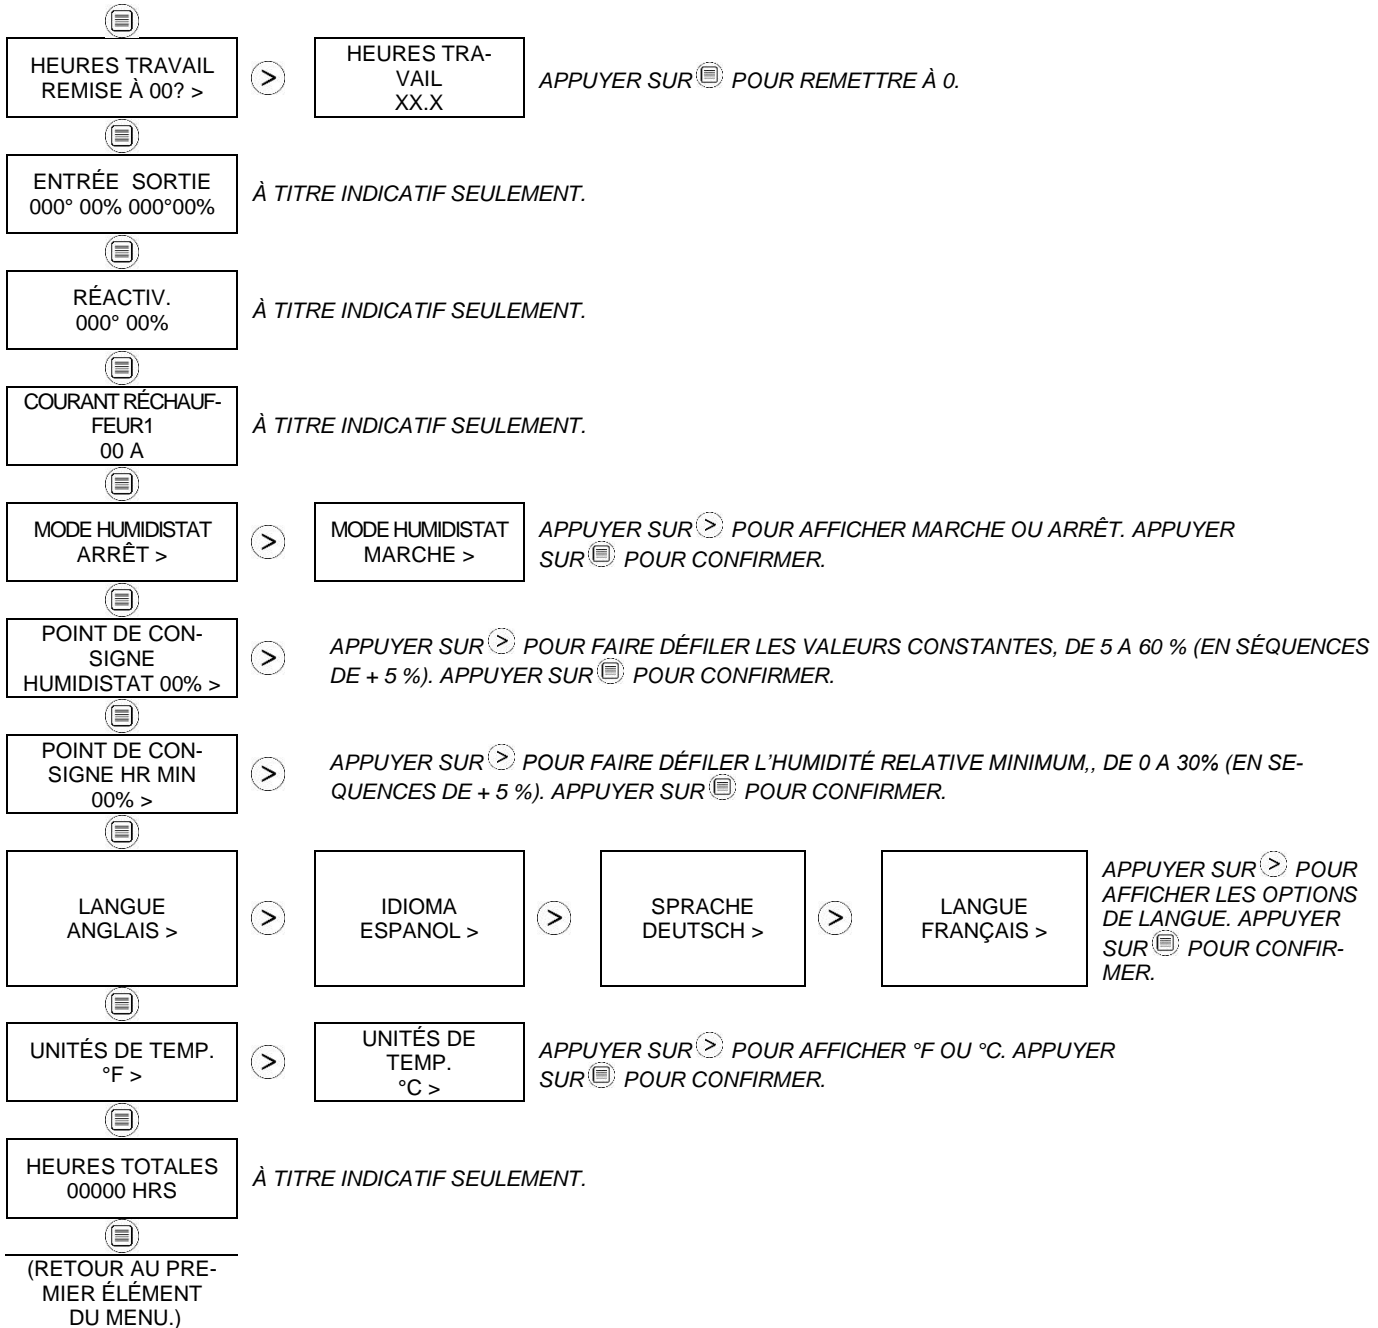 HEURES TRAVAIL
REMISE À 00? >
>
HEURES TRA-
VAIL
XX.X
APPUYER SUR POUR REMETTRE À 0.
ENTRÉE SORTIE
000° 00% 000°00%
À TITRE INDICATIF SEULEMENT.
RÉACTIV.
000° 00%
À TITRE INDICATIF SEULEMENT.
COURANT RÉCHAUF-
FEUR1
00 A
À TITRE INDICATIF SEULEMENT.
MODE HUMIDISTAT
ARRÊT >
>
MODE HUMIDISTAT
MARCHE >
APPUYER SUR > POUR AFFICHER MARCHE OU ARRÊT. APPUYER
SUR POUR CONFIRMER.
POINT DE CON-
SIGNE
HUMIDISTAT 00% >
>
APPUYER SUR > POUR FAIRE DÉFILER LES VALEURS CONSTANTES, DE 5 A 60 % (EN SÉQUENCES
DE + 5 %). APPUYER SUR POUR CONFIRMER.
POINT DE CON-
SIGNE HR MIN
00% >
>
APPUYER SUR > POUR FAIRE DÉFILER L'HUMIDITÉ RELATIVE MINIMUM,, DE 0 A 30% (EN SE-
QUENCES DE + 5 %). APPUYER SUR POUR CONFIRMER.
LANGUE
ANGLAIS >
>
IDIOMA
ESPANOL >
>
SPRACHE
DEUTSCH >
>
LANGUE
FRANÇAIS >
APPUYER SUR > POUR
AFFICHER LES OPTIONS
DE LANGUE. APPUYER
SUR POUR CONFIR-
MER.
UNITÉS DE TEMP.
°F >
>
UNITÉS DE
TEMP.
°C >
APPUYER SUR > POUR AFFICHER °F OU °C. APPUYER
SUR POUR CONFIRMER.
HEURES TOTALES
00000 HRS
À TITRE INDICATIF SEULEMENT.
(RETOUR AU PRE-
MIER ÉLÉMENT
DU MENU.)